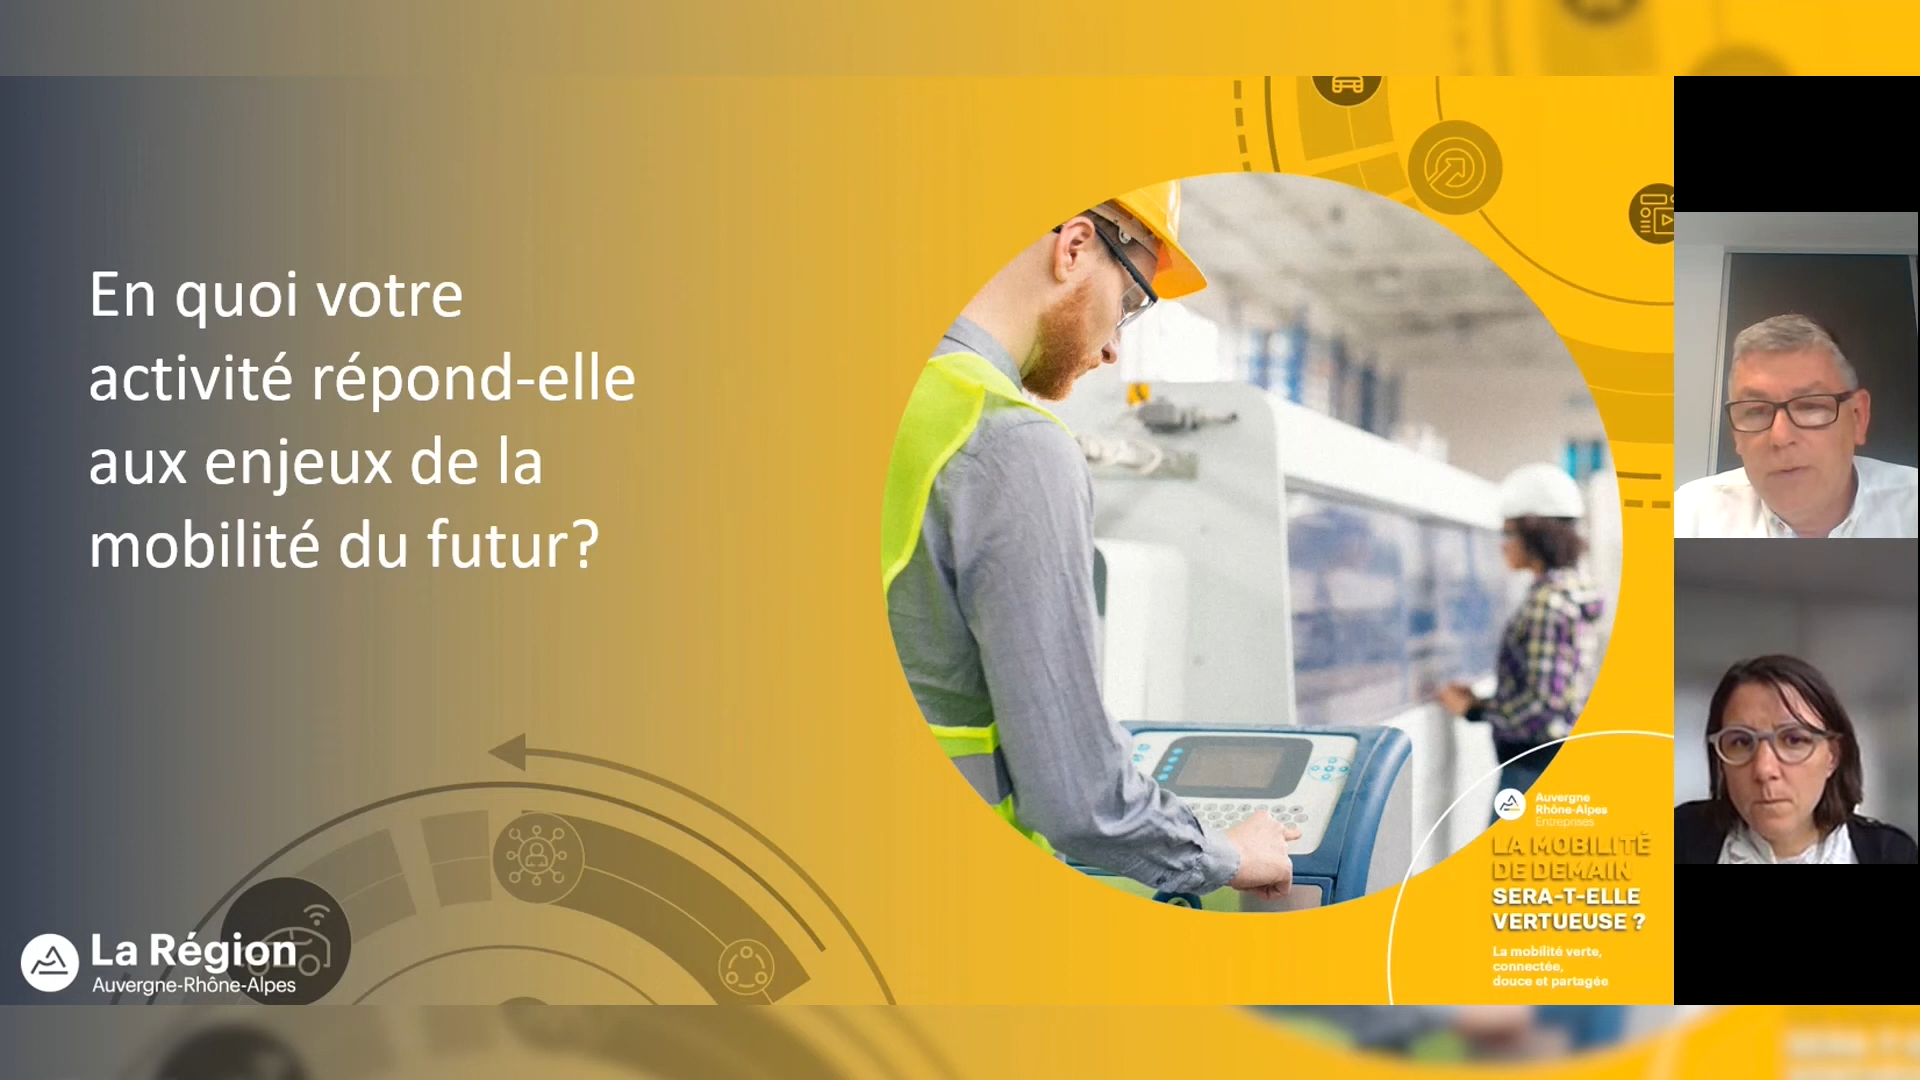 En quoi votre
activité répond-elle
aux enjeux de la
mobilité du futur?
La Région
Auvergne-Rhône-Alpes
Auvergne
Rhône-Alpes
Entreprises
LA MOBILITÉ
DE DEMAIN
SERA-T-ELLE
VERTUEUSE ?
La mobilité verte,
connectée,
douce et partagée